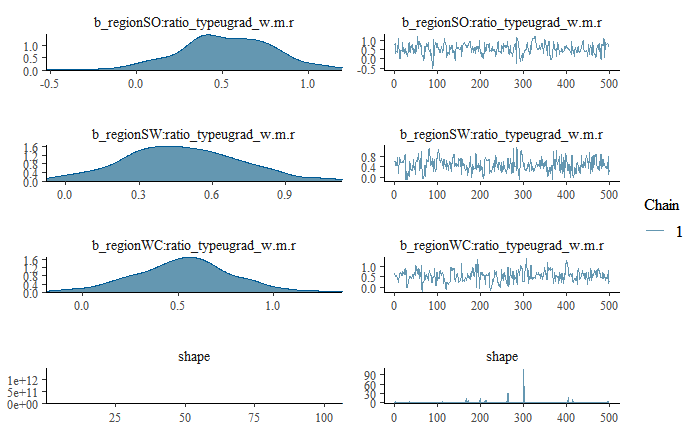 b_regionSO:ratio_typeugrad_w.m.r b_regionSO:ratio_typeugrad_w.m.r
1.0
0.5
0.0
-0.5 0.0 0.5 1.0
1.0
0.5
0.0
-0.5
0 100 200 300 400 500
b_regionSW:ratio_typeugrad_w.m.r b_regionSW:ratio_typeugrad_w.m.r
1.6
1.2
0.8
0.4
0.0
0.0 0.3 0.6 0.9
0.8
0.4
0.0
0 100 200 300 400 500
Chain
1
b_regionWC:ratio_typeugrad_w.m.r b_regionWC:ratio_typeugrad_w.m.r
1.6
1.2
0.8
0.4
0.0
0.0 0.5 1.0
1.0
0.5
0.0
0 100 200 300 400 500
shape shape
1e+12
5e+11
0e+00
25 50 75 100
90
60
30
0
0 100 200 300 400 500